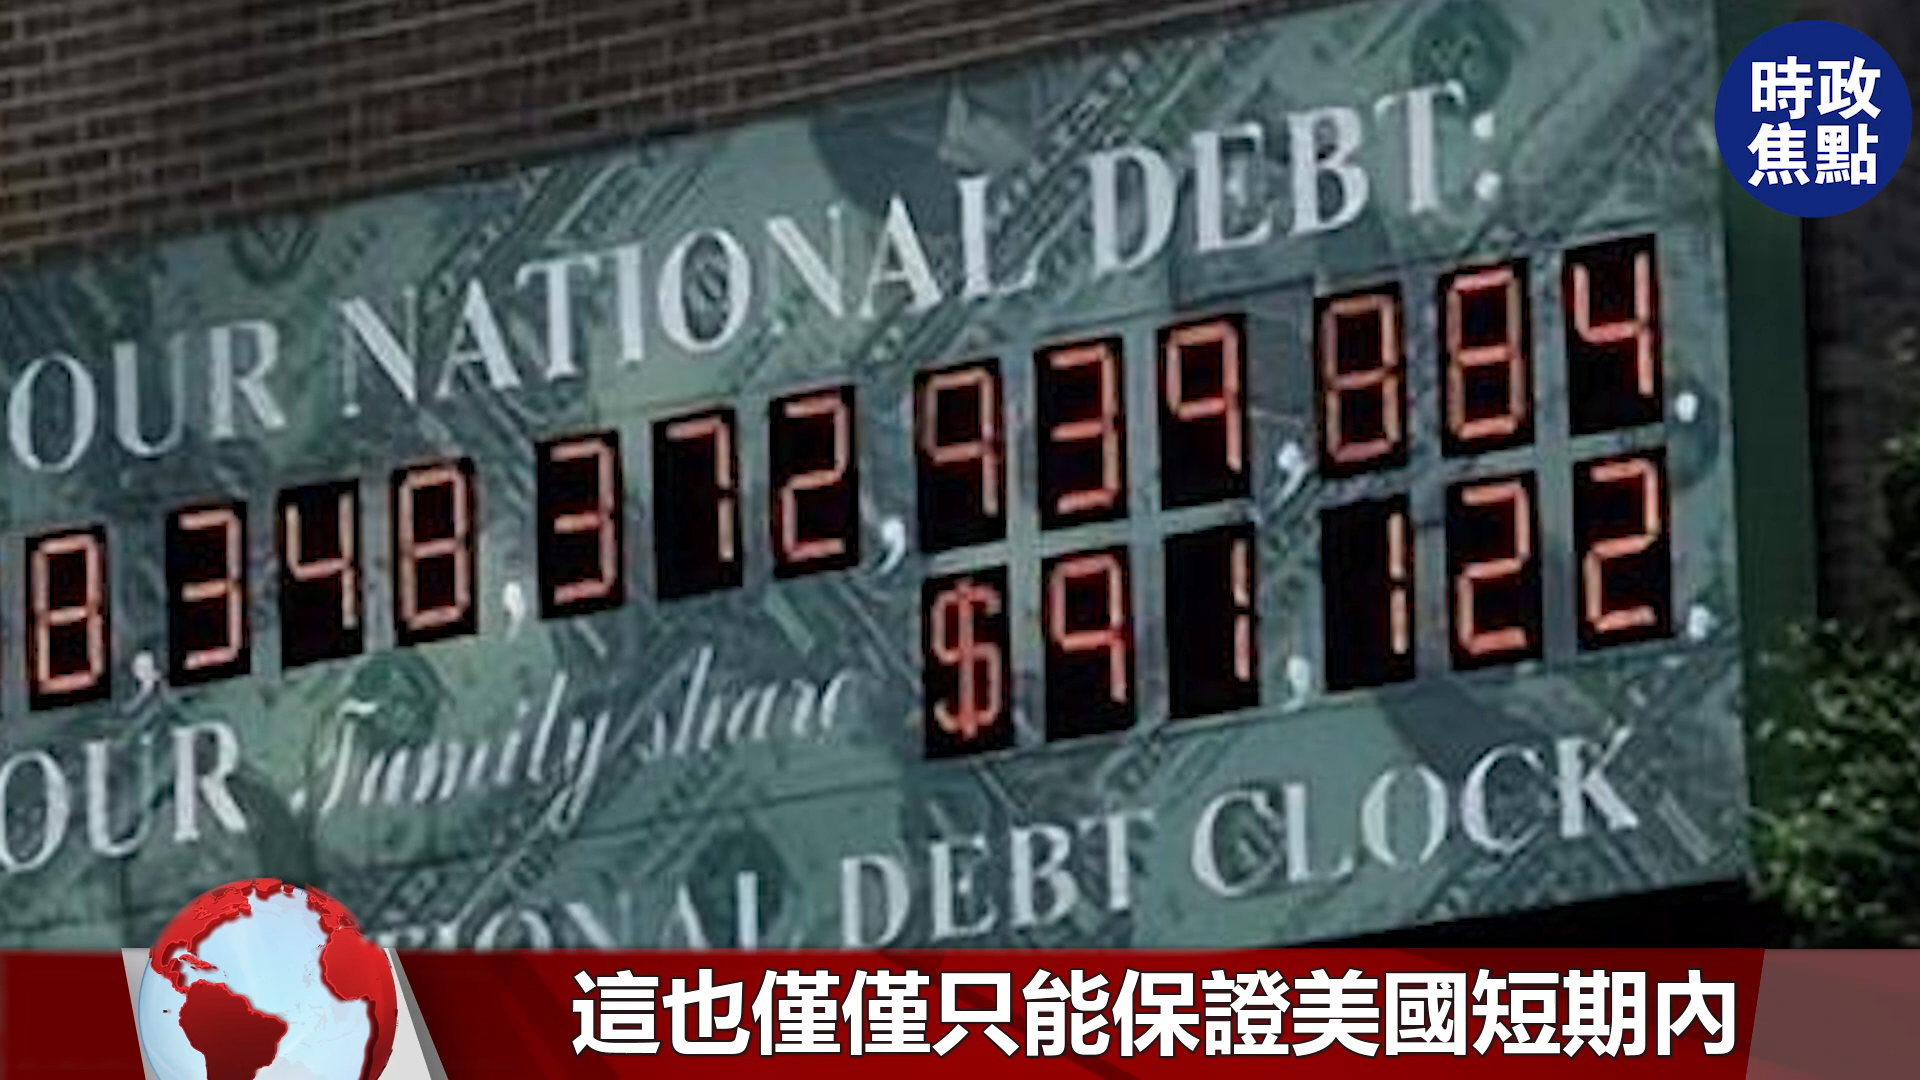 時政
焦點
OUR NATIONAL DEBT:
8,348,372,939,884.
OUR Family share $91,122.
DEBT CLOCK
這也僅僅只能保證美國短期內